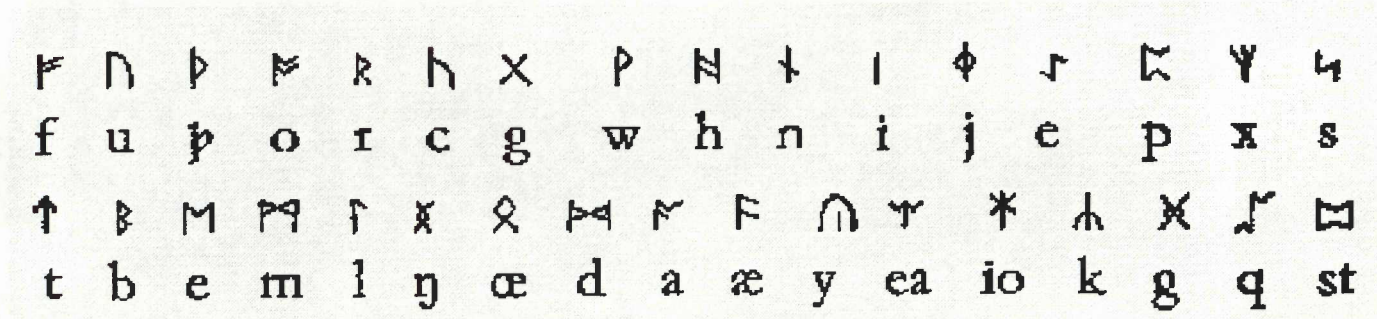 ᚠ ᚢ ᚦ ᚩ ᚱ ᚳ ᚷ ᚹ ᚻ ᚾ ᛁ ᛄ ᛇ ᛈ ᛉ ᛋ
f u þ o r c g w h n i j e p x s
ᛏ ᛒ ᛖ ᛗ ᛚ ᛝ ᛟ ᛞ ᚪ ᚫ ᚣ ᛠ ᛡ ᛣ ᚸ ᛢ ᛥ
t b e m l ŋ œ d a æ y ea io k g q st